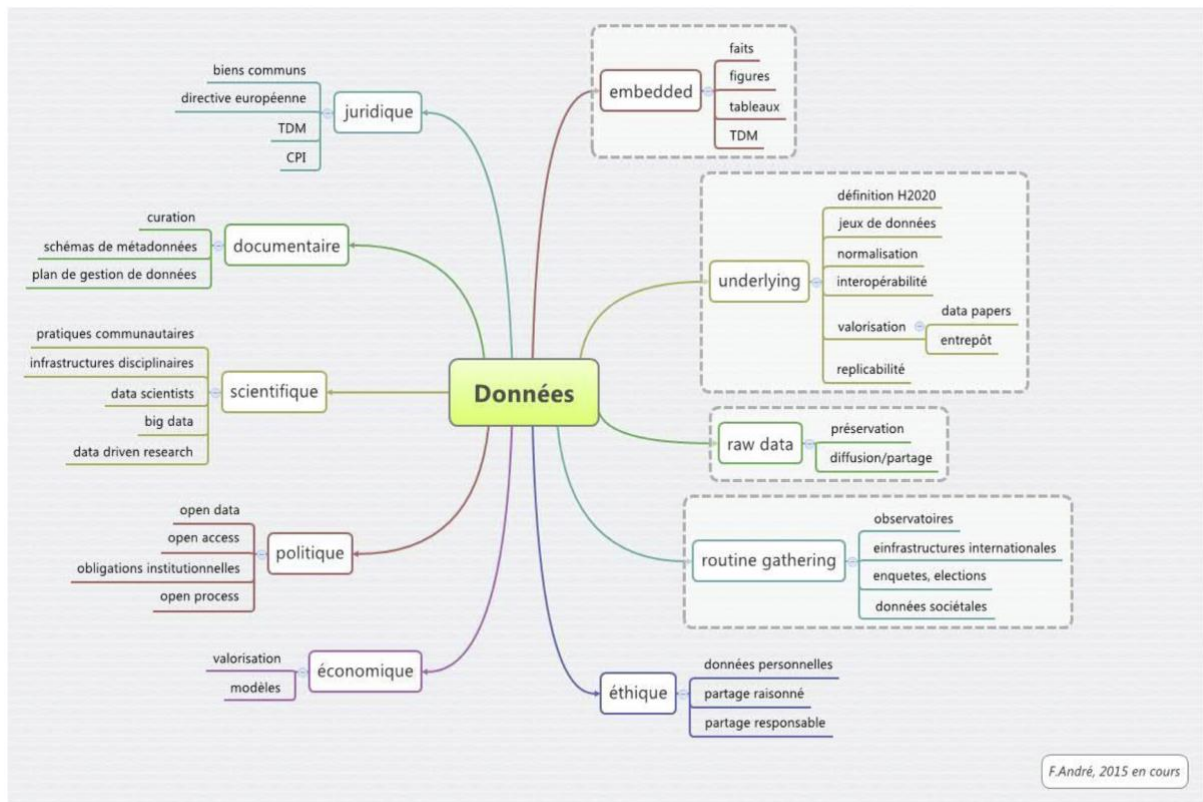 Données
juridique
biens communs
directive européenne
TDM
CPI
documentaire
curation
schémas de métadonnées
plan de gestion de données
scientifique
pratiques communautaires
infrastructures disciplinaires
data scientists
big data
data driven research
politique
open data
open access
obligations institutionnelles
open process
économique
valorisation
modèles
embedded
faits
figures
tableaux
TDM
underlying
définition H2020
jeux de données
normalisation
interopérabilité
valorisation
data papers
entrepôt
replicabilité
raw data
préservation
diffusion/partage
routine gathering
observatoires
einfrastructures internationales
enquetes, elections
données sociétales
éthique
données personnelles
partage raisonné
partage responsable
F.André, 2015 en cours